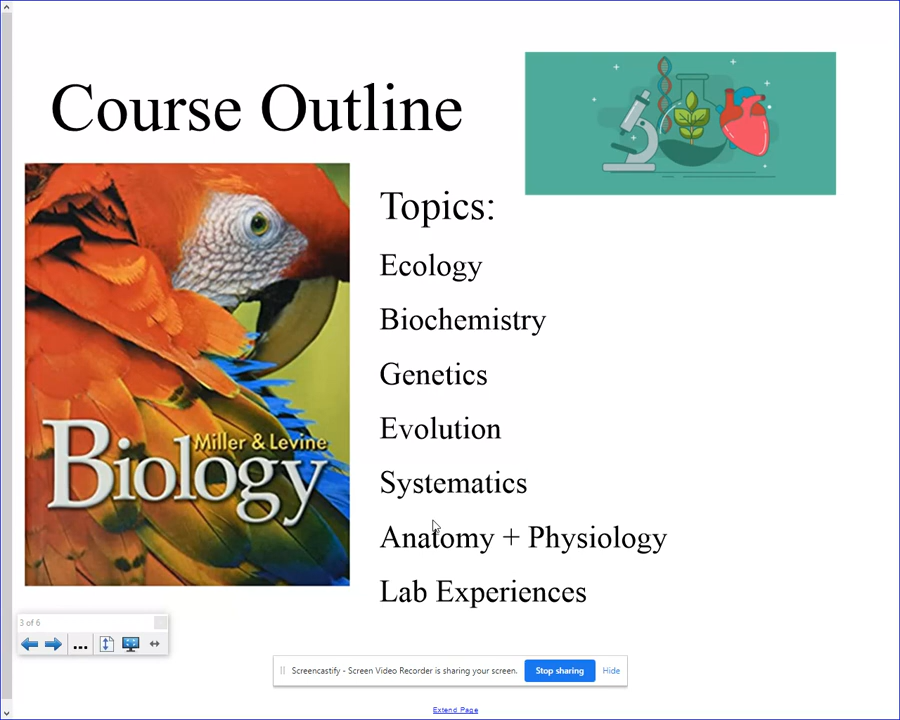 Course Outline
Miller & Levine
Biology
Topics:
Ecology
Biochemistry
Genetics
Evolution
Systematics
Anatomy + Physiology
Lab Experiences
3 of 6
...
Screencastify - Screen Video Recorder is sharing your screen.
Stop sharing
Hide
Extend Page